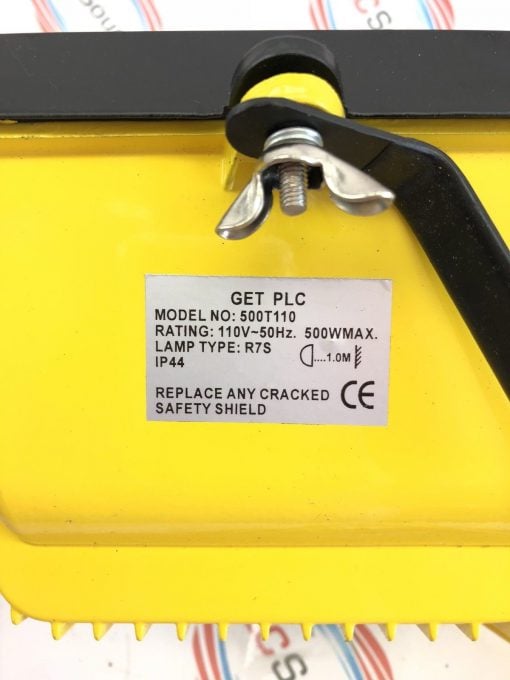 GET PLC
MODEL NO: 500T110
RATING: 110V~50Hz. 500WMAX.
LAMP TYPE: R7S
IP44
....1.0M
REPLACE ANY CRACKED
SAFETY SHIELD
CE